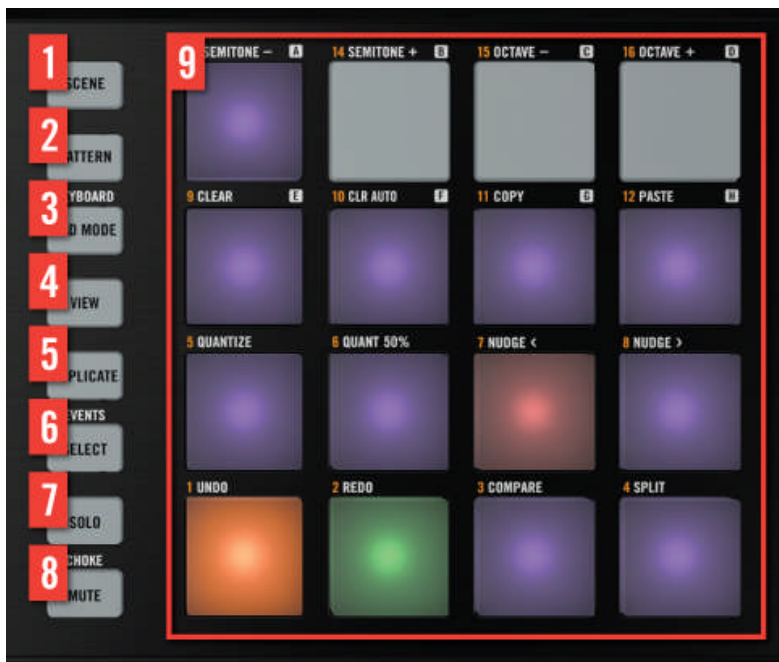 1
SCENE
2
ATTERN
3
YBOARD
D MODE
4
VIEW
5
PLICATE
6
VENTS
ELECT
7
SOLO
8
CHOKE
MUTE
9
SEMITONE − A
14 SEMITONE + B
15 OCTAVE − C
16 OCTAVE + D
9 CLEAR E
10 CLR AUTO F
11 COPY G
12 PASTE H
5 QUANTIZE
6 QUANT 50%
7 NUDGE <
8 NUDGE >
1 UNDO
2 REDO
3 COMPARE
4 SPLIT